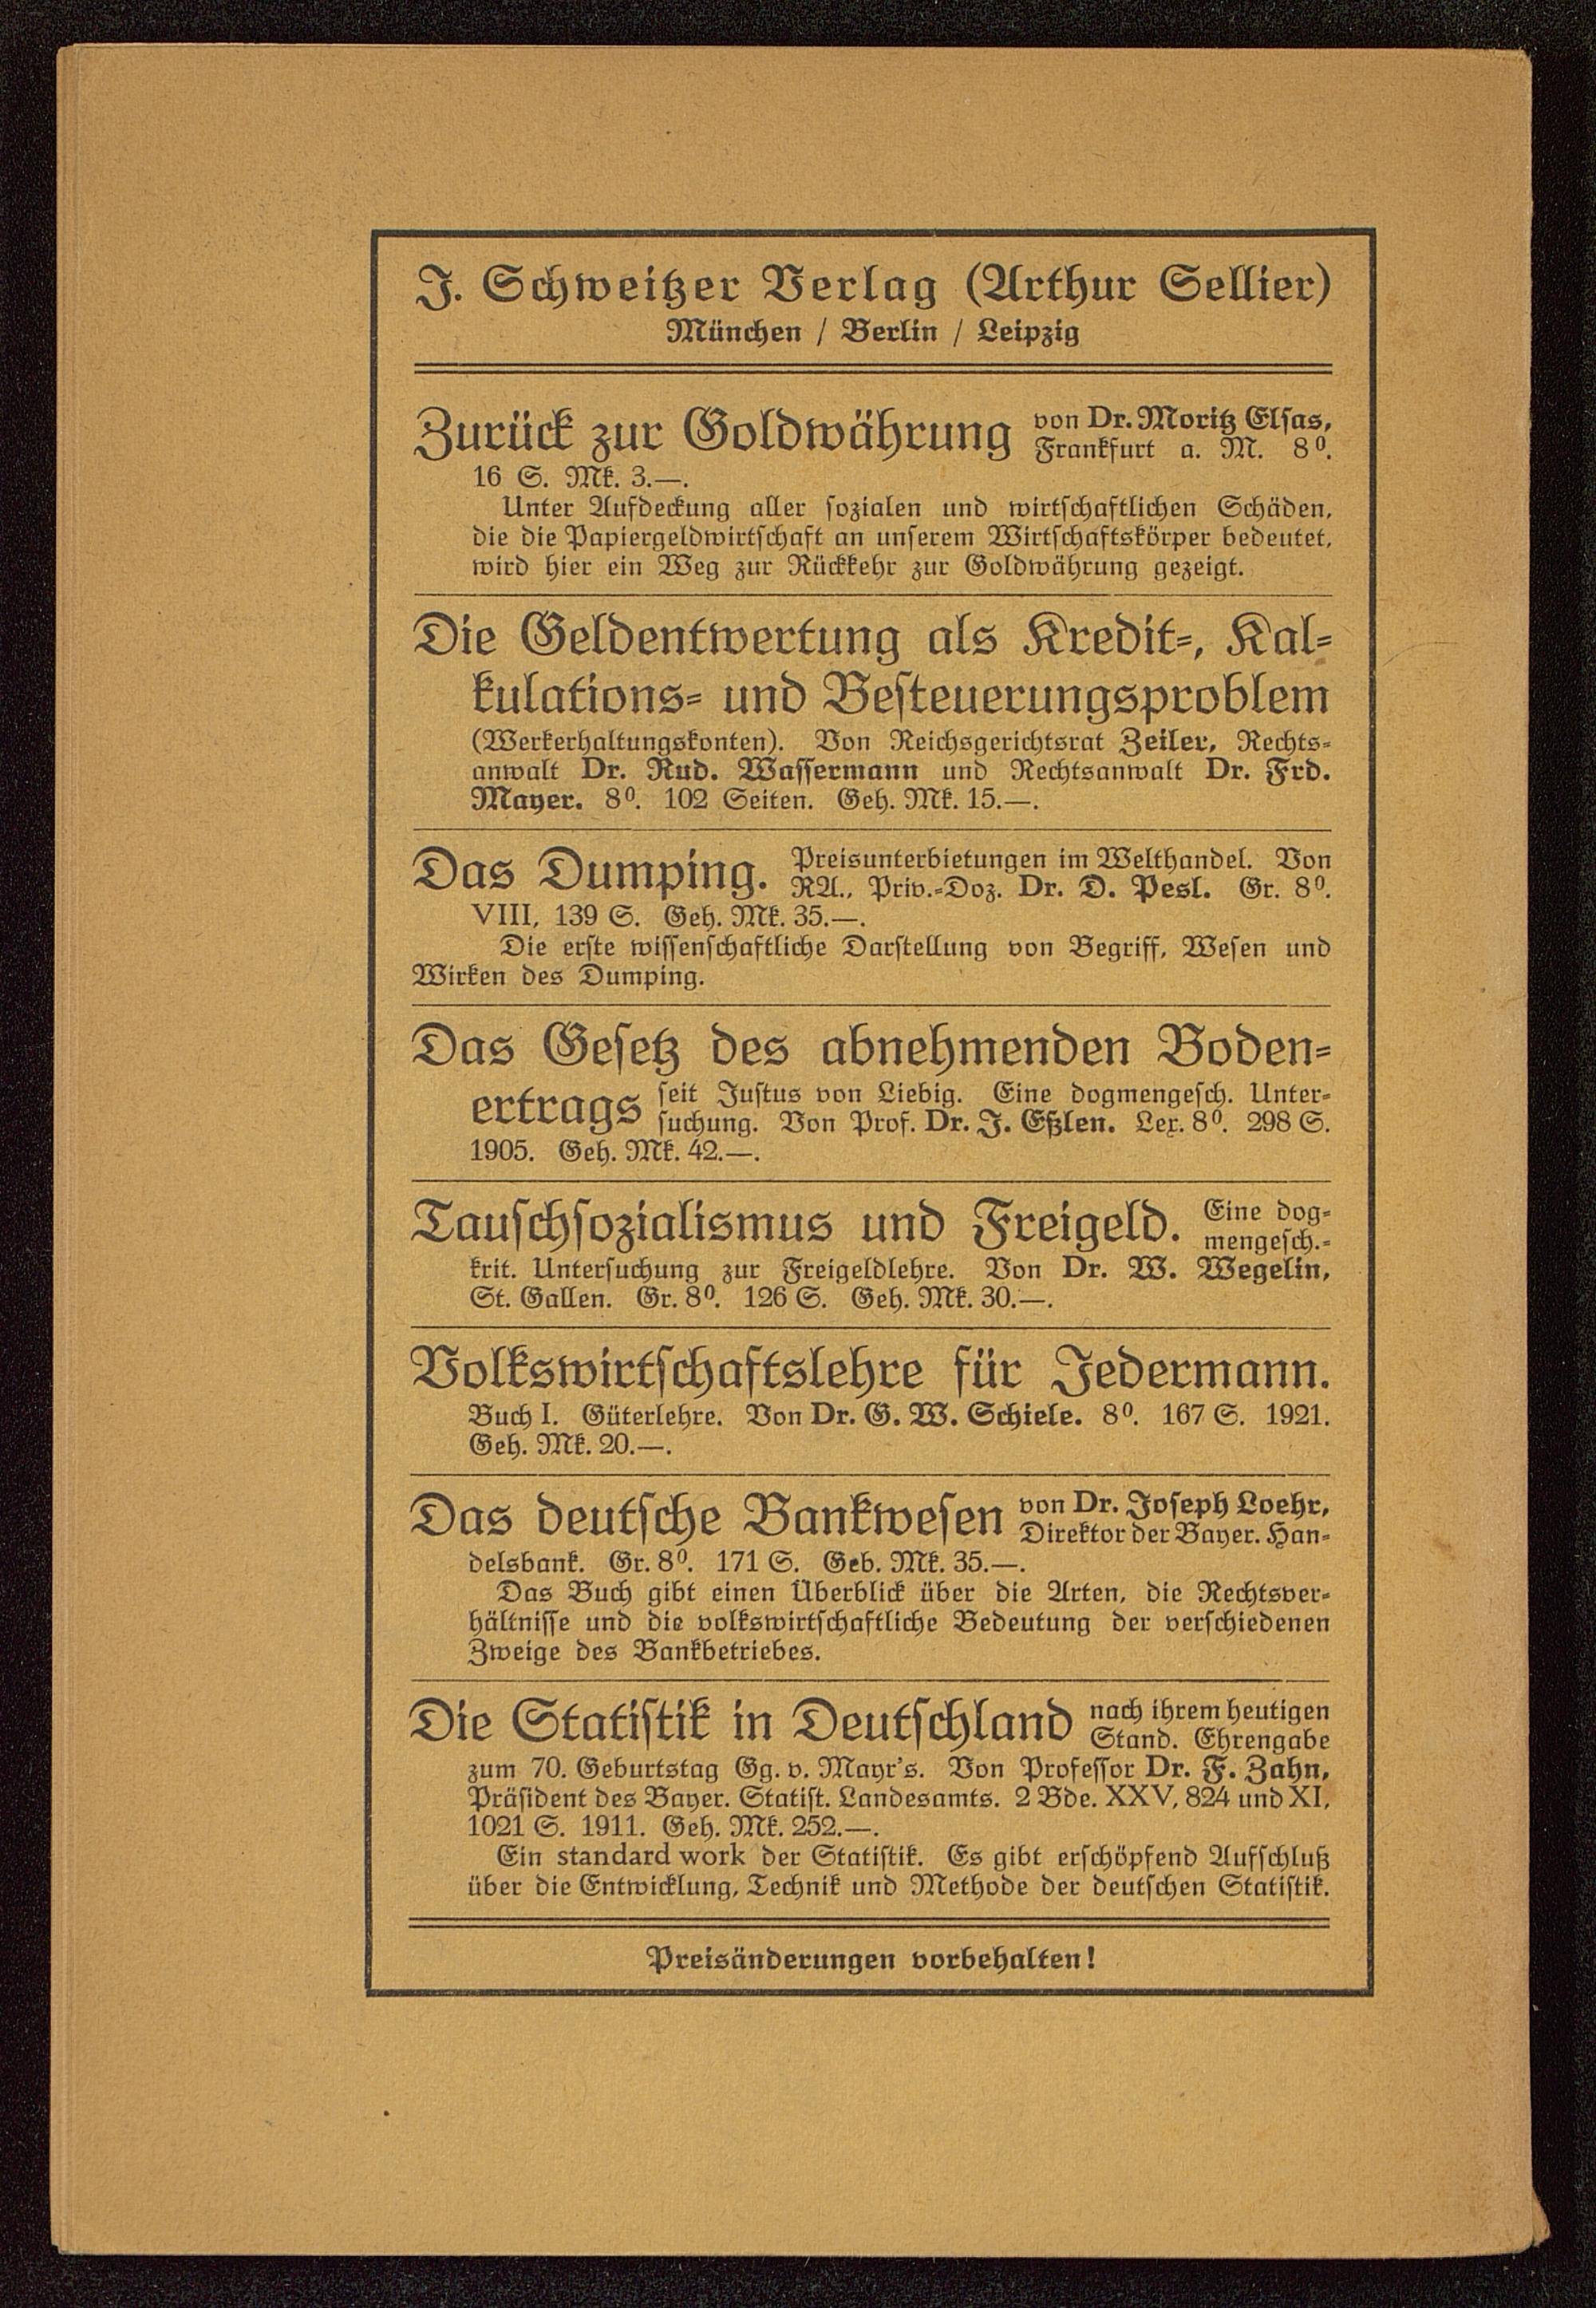 J. Schweitzer Verlag (Arthur Sellier)
München / Berlin / Leipzig
Zurück zur Goldwährung von Dr. Moritz Elsas,
Frankfurt a. M. 8⁰.
16 S. Mk. 3.—.
Unter Aufdeckung aller sozialen und wirtschaftlichen Schäden,
die die Papiergeldwirtschaft an unserem Wirtschaftskörper bedeutet,
wird hier ein Weg zur Rückkehr zur Goldwährung gezeigt.
Die Geldentwertung als Kredit-, Kal-
kulations- und Besteuerungsproblem
(Werkerhaltungskonten). Von Reichsgerichtsrat Zeiler, Rechts-
anwalt Dr. Rud. Wassermann und Rechtsanwalt Dr. Frd.
Mayer. 8⁰. 102 Seiten. Geh. Mk. 15.—.
Das Dumping. Preisunterbietungen im Welthandel. Von
RA., Priv.-Doz. Dr. D. Pesl. Gr. 8⁰.
VIII, 139 S. Geh. Mk. 35.—.
Die erste wissenschaftliche Darstellung von Begriff, Wesen und
Wirken des Dumping.
Das Gesetz des abnehmenden Boden-
ertrags seit Justus von Liebig. Eine dogmengesch. Unter-
suchung. Von Prof. Dr. J. Eßlen. Lex. 8⁰. 298 S.
1905. Geh. Mk. 42.—.
Tauschsozialismus und Freigeld. Eine dog-
mengesch.-
krit. Untersuchung zur Freigeldlehre. Von Dr. W. Wegelin,
St. Gallen. Gr. 8⁰. 126 S. Geh. Mk. 30.—.
Volkswirtschaftslehre für Jedermann.
Buch I. Güterlehre. Von Dr. G. W. Schiele. 8⁰. 167 S. 1921.
Geh. Mk. 20.—.
Das deutsche Bankwesen von Dr. Joseph Loehr,
Direktor der Bayer. Han-
delsbank. Gr. 8⁰. 171 S. Geb. Mk. 35.—.
Das Buch gibt einen Überblick über die Arten, die Rechtsver-
hältnisse und die volkswirtschaftliche Bedeutung der verschiedenen
Zweige des Bankbetriebes.
Die Statistik in Deutschland nach ihrem heutigen
Stand. Ehrengabe
zum 70. Geburtstag Gg. v. Mayr's. Von Professor Dr. F. Zahn,
Präsident des Bayer. Statist. Landesamts. 2 Bde. XXV, 824 und XI,
1021 S. 1911. Geh. Mk. 252.—.
Ein standard work der Statistik. Es gibt erschöpfend Aufschluß
über die Entwicklung, Technik und Methode der deutschen Statistik.
Preisänderungen vorbehalten!